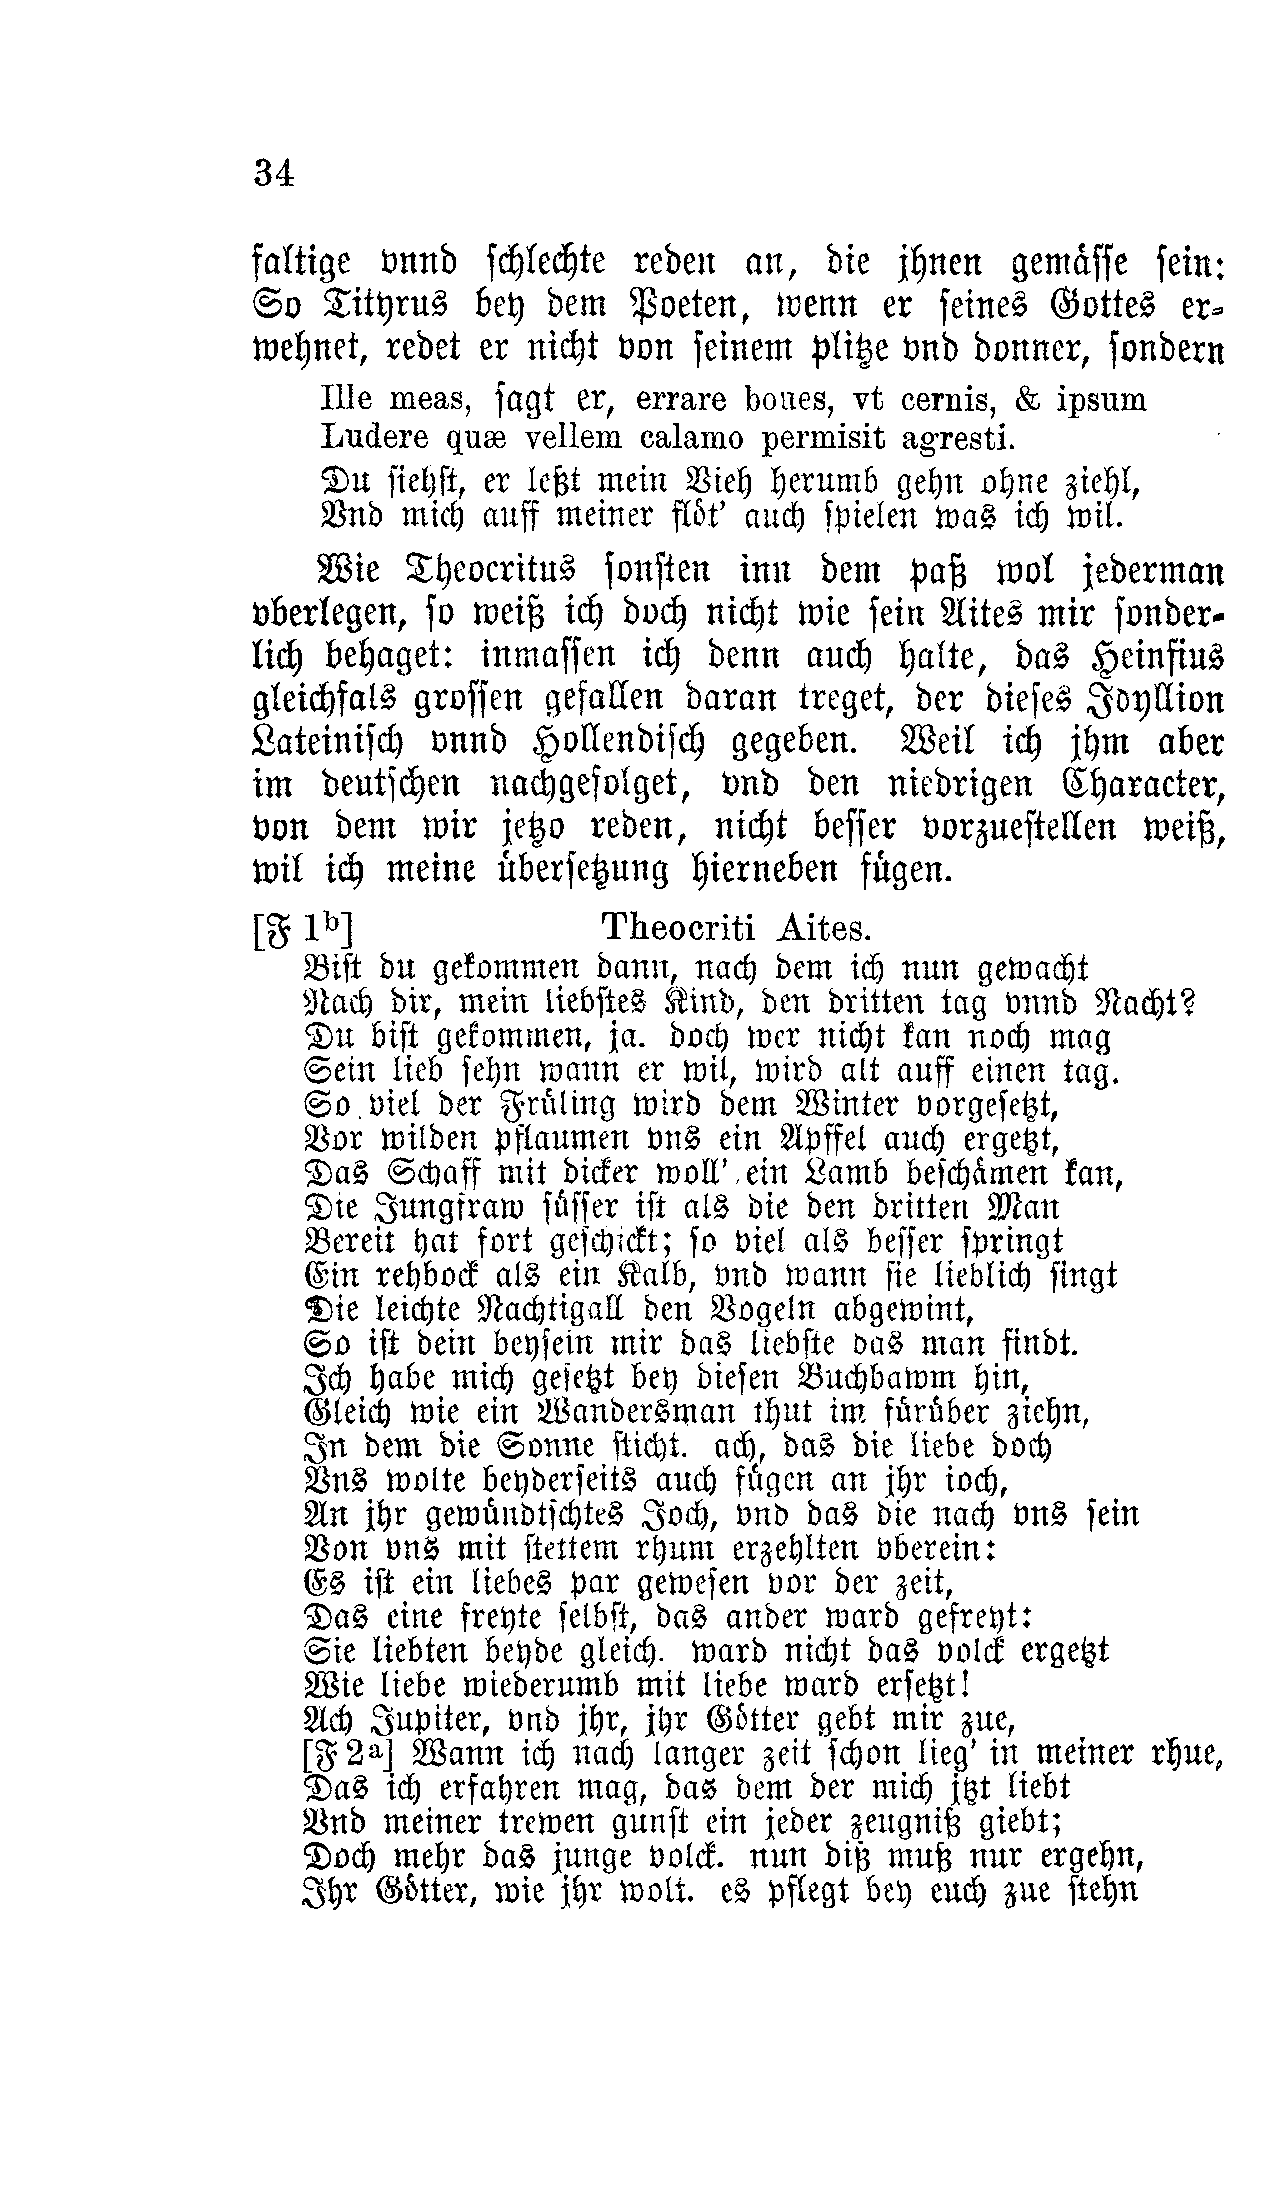 34
faltige vnnd ſchlechte reden an, die jhnen gemäſſe ſein:
So Tityrus bey dem Poeten, wenn er ſeines Gottes er-
wehnet, redet er nicht von ſeinem plitze vnd donner, ſondern
Ille meas, ſagt er, errare boues, vt cernis, & ipsum
Ludere quæ vellem calamo permisit agresti.
Du ſiehſt, er leßt mein Vieh herumb gehn ohne ziehl,
Vnd mich auff meiner flöt' auch ſpielen was ich wil.
Wie Theocritus ſonſten inn dem paß wol jederman
vberlegen, ſo weiß ich doch nicht wie ſein Aites mir ſonder-
lich behaget: inmaſſen ich denn auch halte, das Heinſius
gleichfals groſſen gefallen daran treget, der dieſes Idyllion
Lateiniſch vnnd Hollendiſch gegeben. Weil ich jhm aber
im deutſchen nachgefolget, vnd den niedrigen Character,
von dem wir jetzo reden, nicht beſſer vorzueſtellen weiß,
wil ich meine überſetzung hierneben fügen.
[F 1b] Theocriti Aites.
Biſt du gekommen dann, nach dem ich nun gewacht
Nach dir, mein liebſtes Kind, den dritten tag vnnd Nacht?
Du biſt gekommen, ja. doch wer nicht kan noch mag
Sein lieb ſehn wann er wil, wird alt auff einen tag.
So viel der Früling wird dem Winter vorgeſetzt,
Vor wilden pflaumen vns ein Apffel auch ergetzt,
Das Schaff mit dicker woll' ein Lamb beſchämen kan,
Die Jungfraw ſüſſer iſt als die den dritten Man
Bereit hat fort geſchickt; ſo viel als beſſer ſpringt
Ein rehbock als ein Kalb, vnd wann ſie lieblich ſingt
Die leichte Nachtigall den Vogeln abgewint,
So iſt dein beyſein mir das liebſte das man findt.
Ich habe mich geſetzt bey dieſen Buchbawm hin,
Gleich wie ein Wandersman thut im fürüber ziehn,
In dem die Sonne ſticht. ach, das die liebe doch
Vns wolte beyderſeits auch fügen an jhr ioch,
An jhr gewündtſchtes Joch, vnd das die nach vns ſein
Von vns mit ſtettem rhum erzehlten vberein:
Es iſt ein liebes par geweſen vor der zeit,
Das eine freyte ſelbſt, das ander ward gefreyt:
Sie liebten beyde gleich. ward nicht das volck ergetzt
Wie liebe wiederumb mit liebe ward erſetzt!
Ach Jupiter, vnd jhr, jhr Götter gebt mir zue,
[F 2a] Wann ich nach langer zeit ſchon lieg' in meiner rhue,
Das ich erfahren mag, das dem der mich jtzt liebt
Vnd meiner trewen gunſt ein jeder zeugniß giebt;
Doch mehr das junge volck. nun diß muß nur ergehn,
Ihr Götter, wie jhr wolt. es pflegt bey euch zue ſtehn